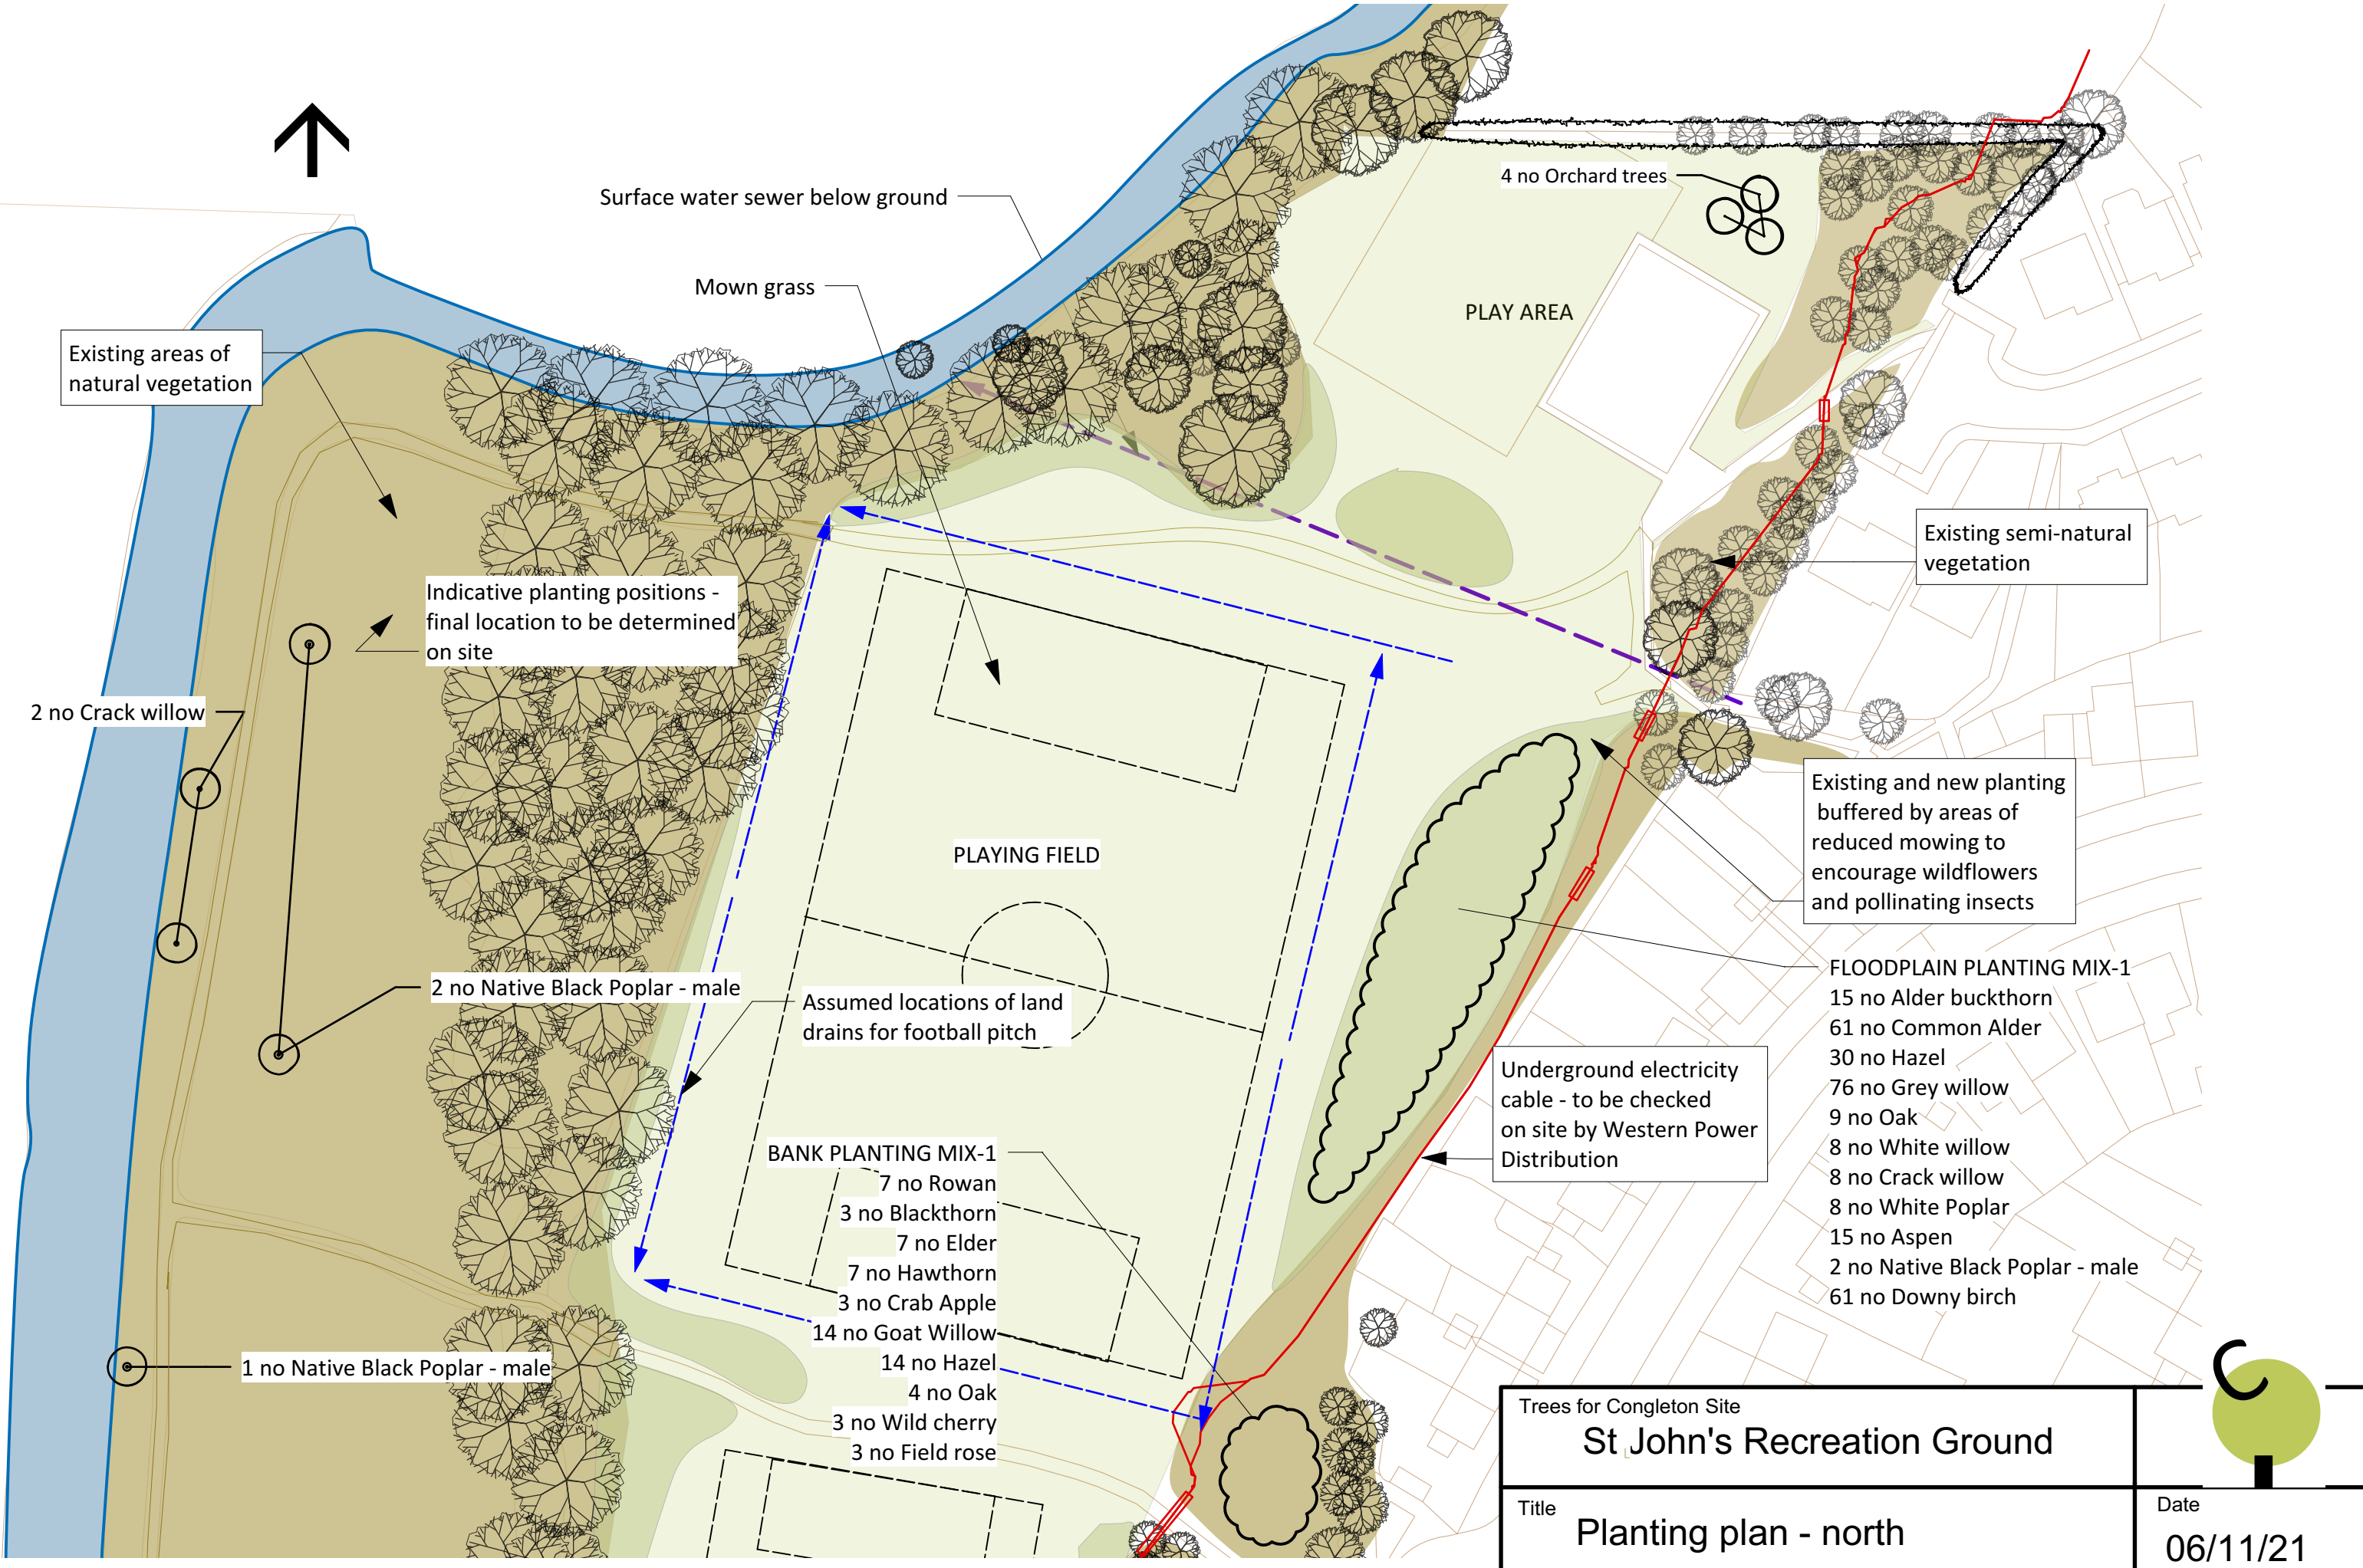 Surface water sewer below ground
4 no Orchard trees
Mown grass
PLAY AREA
Existing areas of
natural vegetation
Existing semi-natural
vegetation
Indicative planting positions -
final location to be determined
on site
2 no Crack willow
Existing and new planting
buffered by areas of
reduced mowing to
encourage wildflowers
and pollinating insects
PLAYING FIELD
2 no Native Black Poplar - male
Assumed locations of land
drains for football pitch
FLOODPLAIN PLANTING MIX-1
15 no Alder buckthorn
61 no Common Alder
30 no Hazel
76 no Grey willow
9 no Oak
8 no White willow
8 no Crack willow
8 no White Poplar
15 no Aspen
2 no Native Black Poplar - male
61 no Downy birch
Underground electricity
cable - to be checked
on site by Western Power
Distribution
BANK PLANTING MIX-1
7 no Rowan
3 no Blackthorn
7 no Elder
7 no Hawthorn
3 no Crab Apple
14 no Goat Willow
14 no Hazel
4 no Oak
3 no Wild cherry
3 no Field rose
1 no Native Black Poplar - male
Trees for Congleton Site
St John's Recreation Ground
Title
Planting plan - north
Date
06/11/21